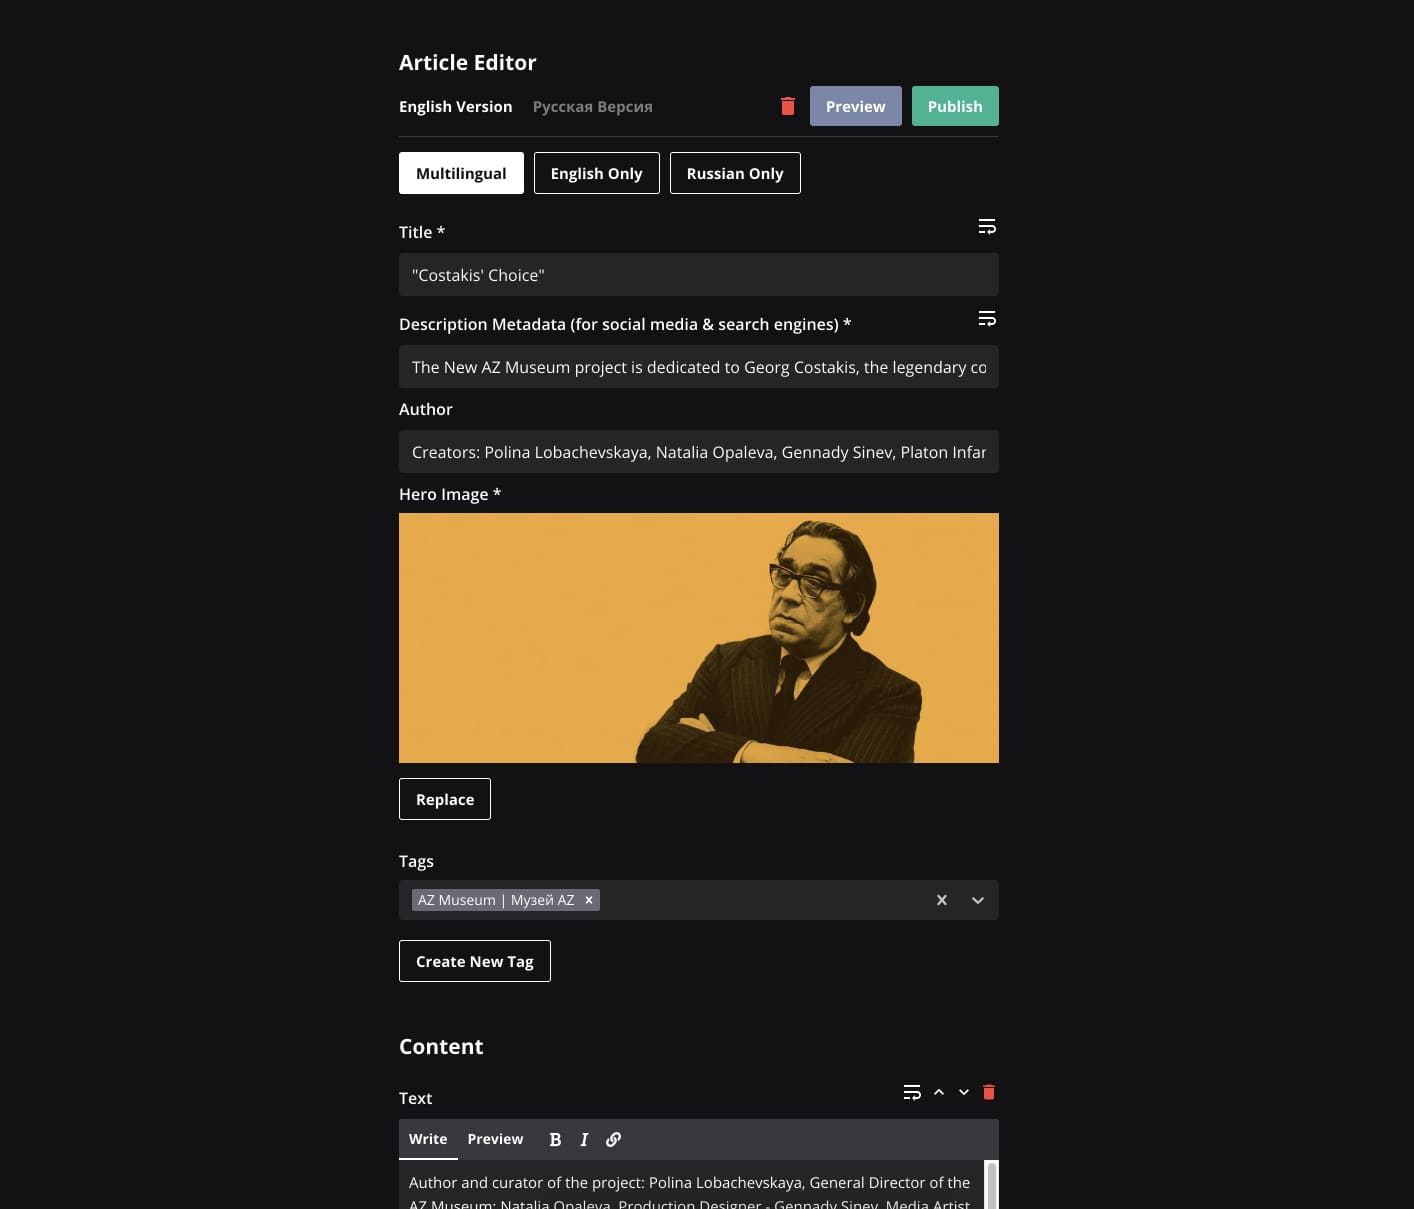 Article Editor
English Version Русская Версия Preview Publish
Multilingual English Only Russian Only
Title *
"Costakis' Choice"
Description Metadata (for social media & search engines) *
The New AZ Museum project is dedicated to Georg Costakis, the legendary co
Author
Creators: Polina Lobachevskaya, Natalia Opaleva, Gennady Sinev, Platon Infar
Hero Image *
Replace
Tags
AZ Museum | Музей AZ
Create New Tag
Content
Text
Write Preview B I
Author and curator of the project: Polina Lobachevskaya, General Director of the
AZ Museum: Natalia Opaleva, Production Designer - Gennady Sinev, Media Artist